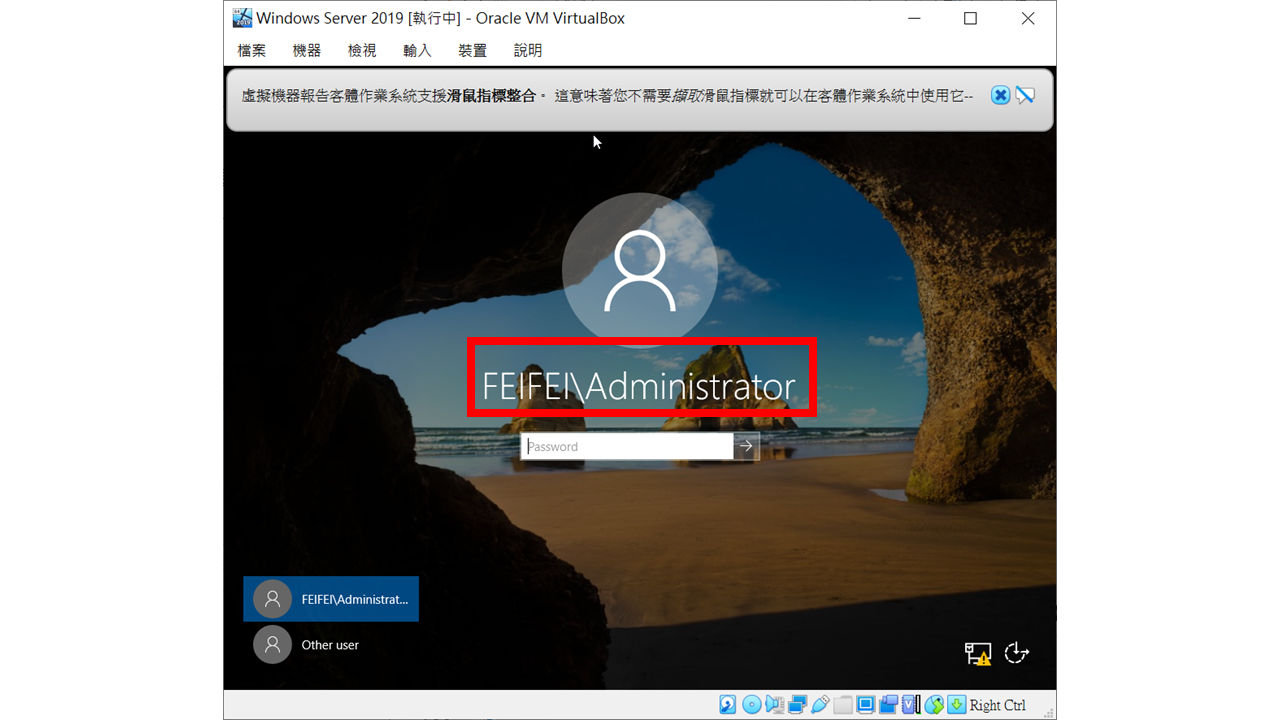 Windows Server 2019 [執行中] - Oracle VM VirtualBox
檔案 機器 檢視 輸入 裝置 說明
虛擬機器報告客體作業系統支援滑鼠指標整合。 這意味著您不需要擷取滑鼠指標就可以在客體作業系統中使用它--
FEIFEI\Administrator
Password
FEIFEI\Administrat...
Other user
Right Ctrl